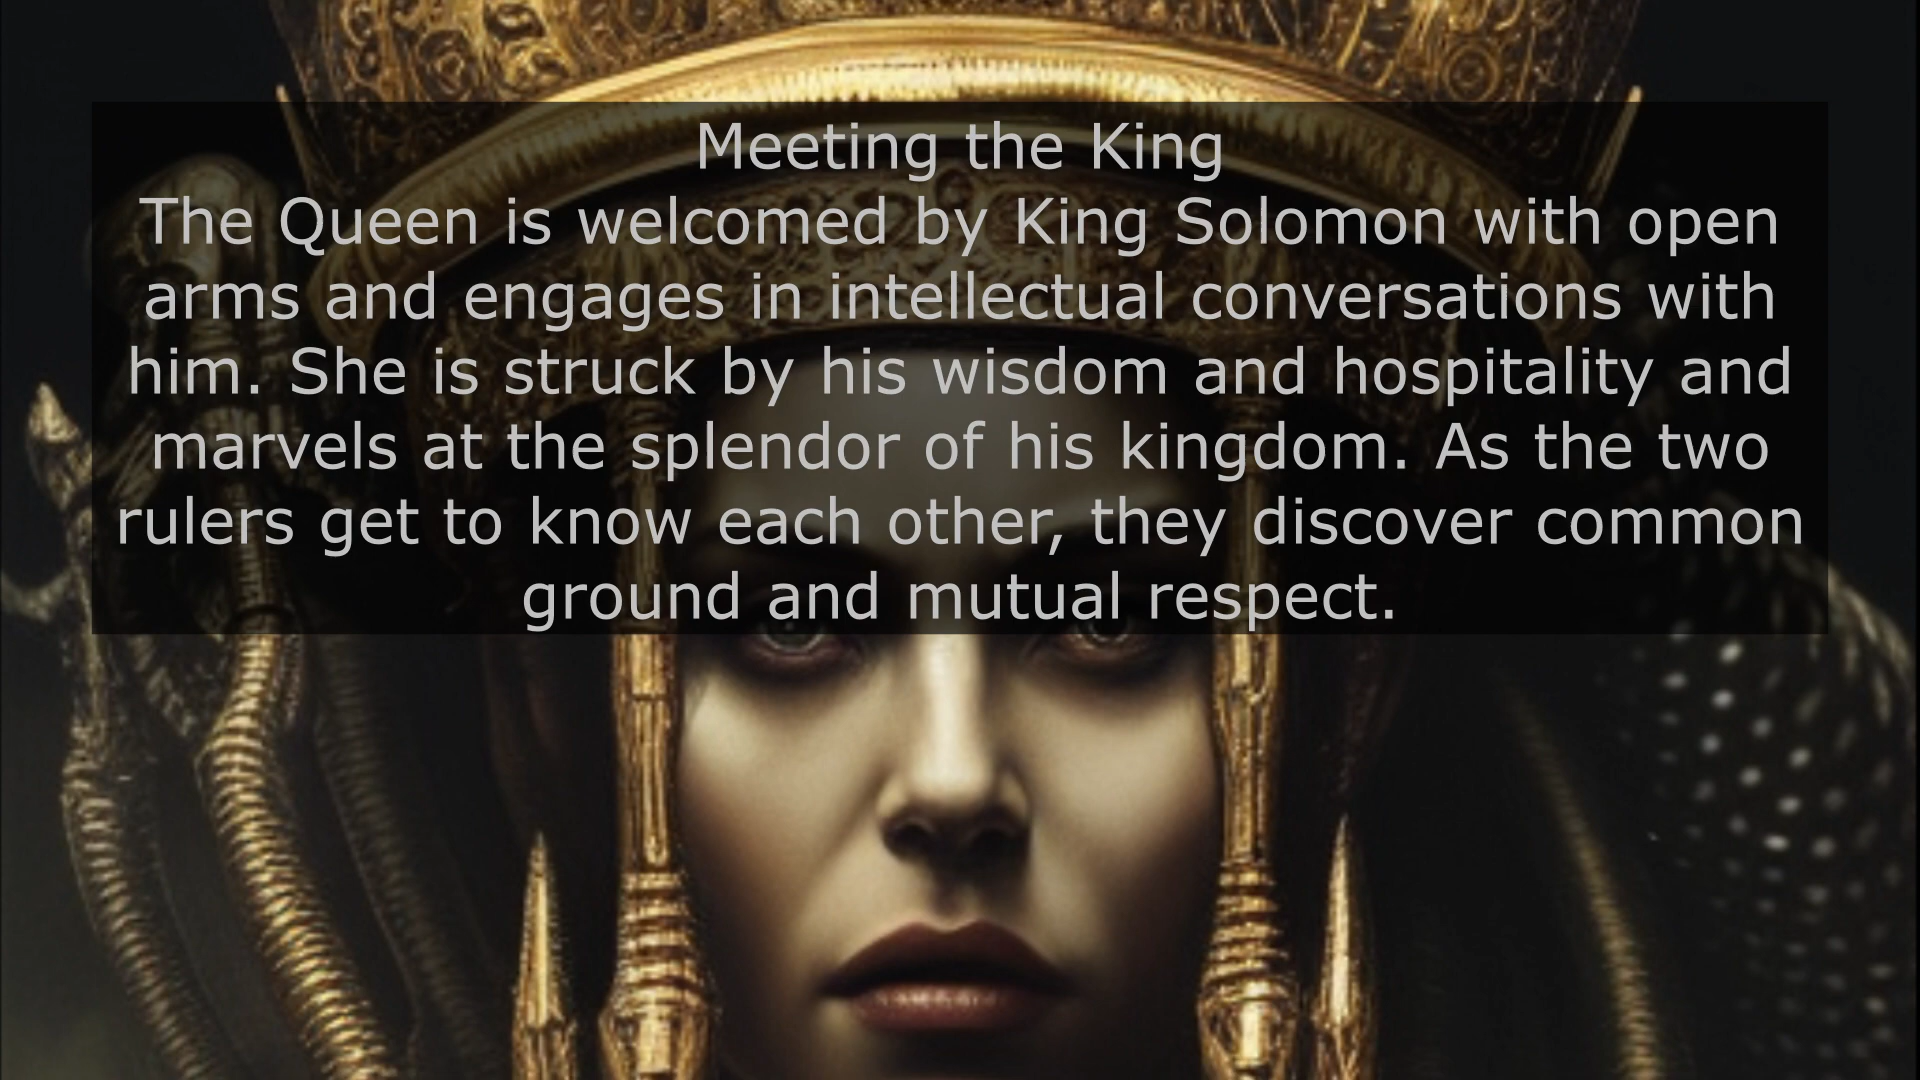 Meeting the King
The Queen is welcomed by King Solomon with open
arms and engages in intellectual conversations with
him. She is struck by his wisdom and hospitality and
marvels at the splendor of his kingdom. As the two
rulers get to know each other, they discover common
ground and mutual respect.